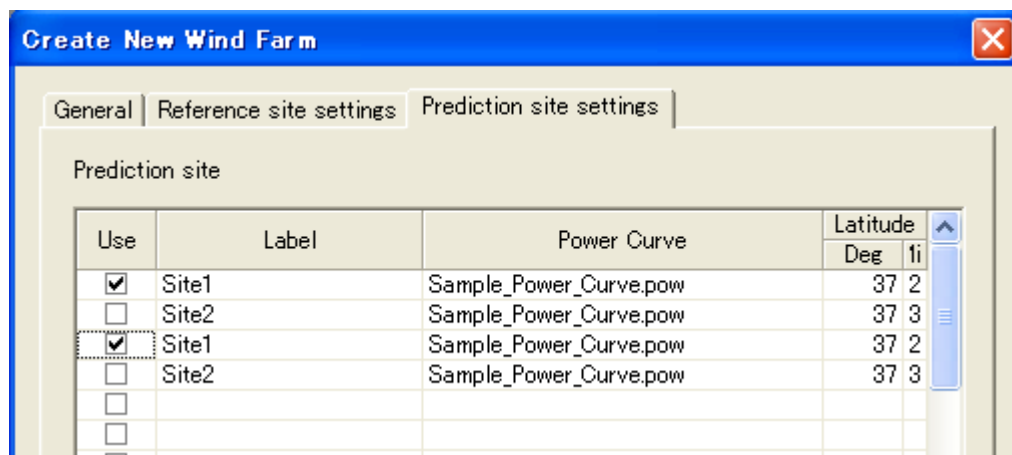 Create New Wind Farm
General Reference site settings Prediction site settings
Prediction site
Use Label Power Curve Latitude
Deg 1i
Site1 Sample_Power_Curve.pow 37 2
Site2 Sample_Power_Curve.pow 37 3
Site1 Sample_Power_Curve.pow 37 2
Site2 Sample_Power_Curve.pow 37 3